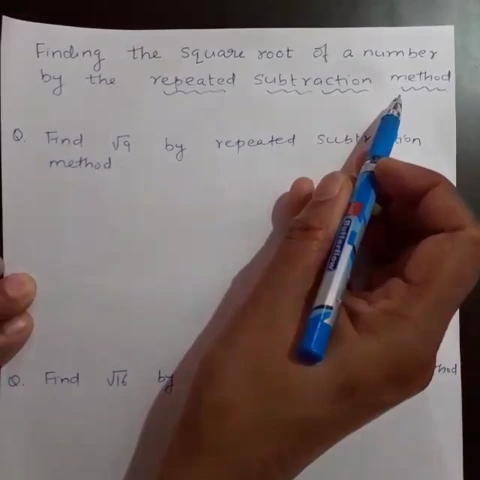 Finding the square root of a number
by the repeated subtraction method
Q. Find √9 by repeated
method
Q. Find √16 by
Butterflow